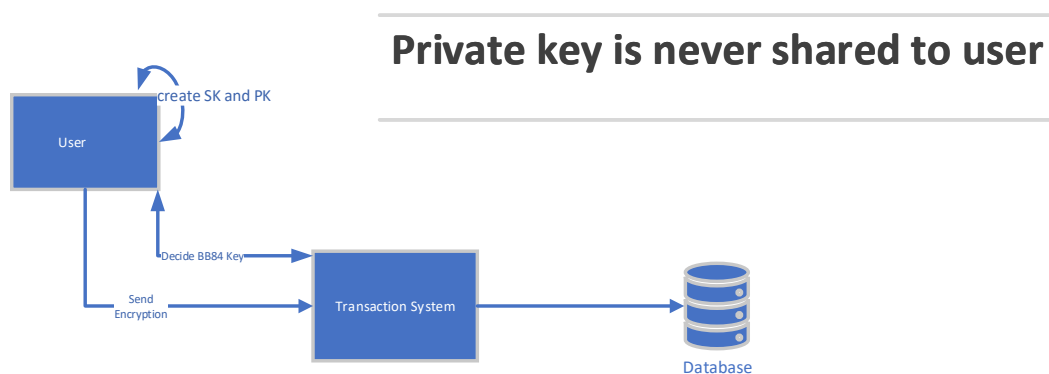 Private key is never shared to user
create SK and PK
User
Decide BB84 Key
Send
Encryption
Transaction System
Database